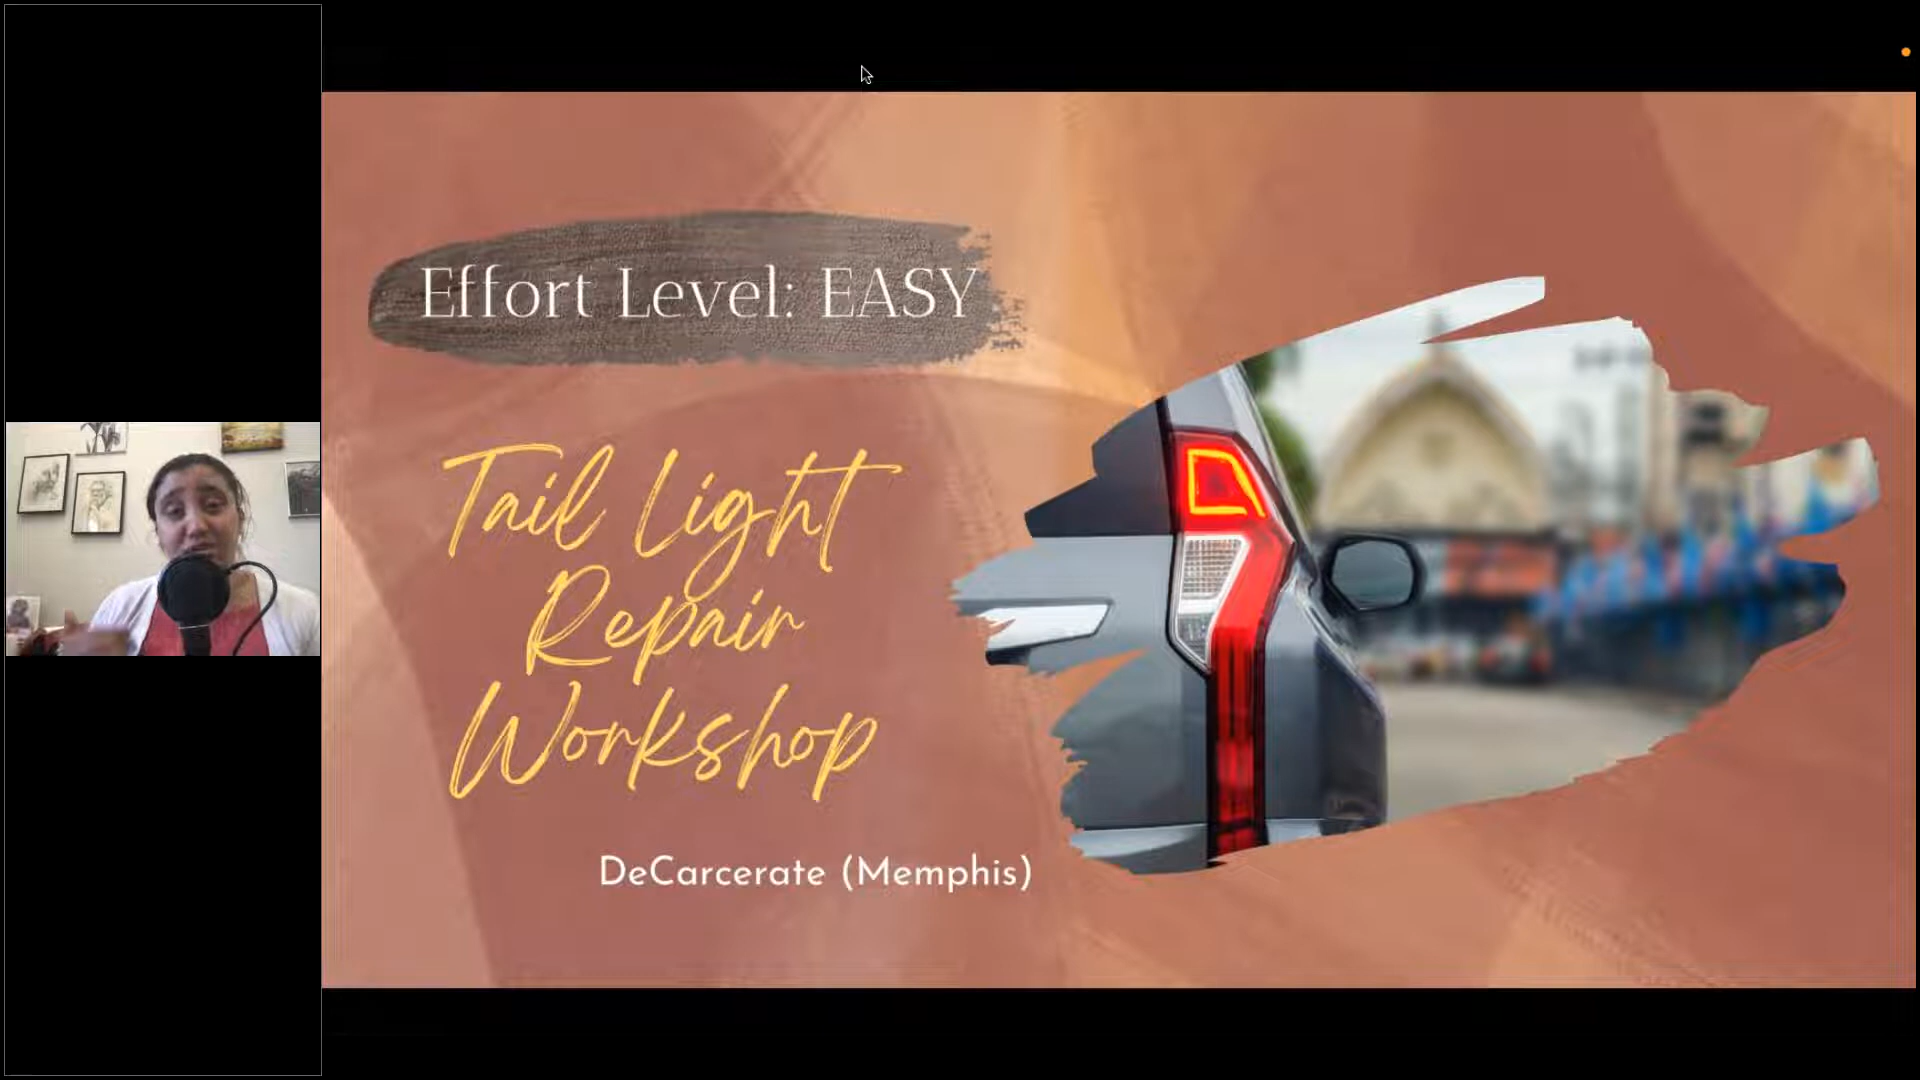 Effort Level: EASY
Tail Light
Repair
Workshop
DeCarcerate (Memphis)